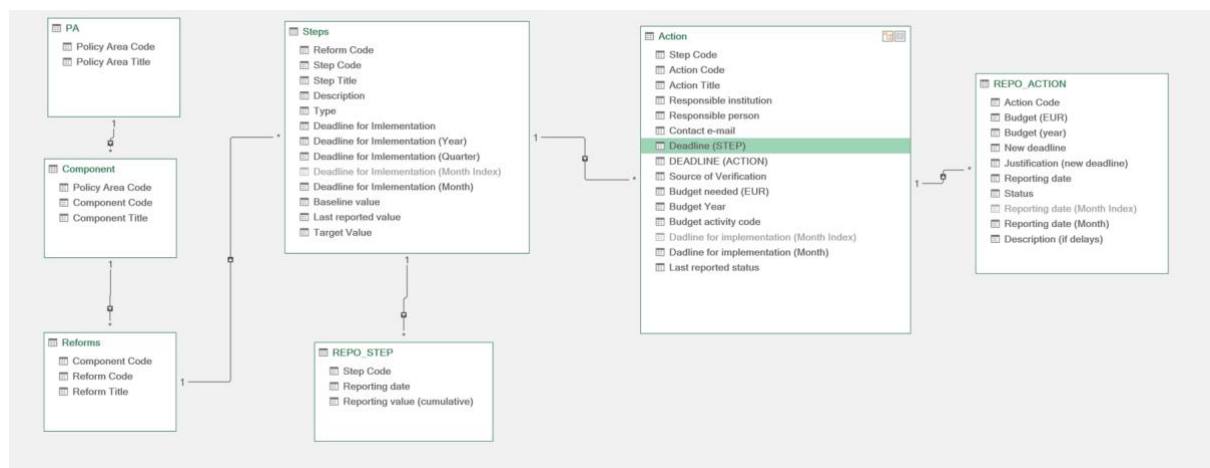 PA
Policy Area Code
Policy Area Title
1
*
Component
Policy Area Code
Component Code
Component Title
1
*
Reforms
Component Code
Reform Code
Reform Title
1
*
Steps
Reform Code
Step Code
Step Title
Description
Type
Deadline for Imlementation
Deadline for Imlementation (Year)
Deadline for Imlementation (Quarter)
Deadline for Imlementation (Month Index)
Deadline for Imlementation (Month)
Baseline value
Last reported value
Target Value
1
*
REPO_STEP
Step Code
Reporting date
Reporting value (cumulative)
1
*
Action
Step Code
Action Code
Action Title
Responsible institution
Responsible person
Contact e-mail
Deadline (STEP)
DEADLINE (ACTION)
Source of Verification
Budget needed (EUR)
Budget Year
Budget activity code
Dadline for implementation (Month Index)
Dadline for implementation (Month)
Last reported status
1
*
REPO_ACTION
Action Code
Budget (EUR)
Budget (year)
New deadline
Justification (new deadline)
Reporting date
Status
Reporting date (Month Index)
Reporting date (Month)
Description (if delays)